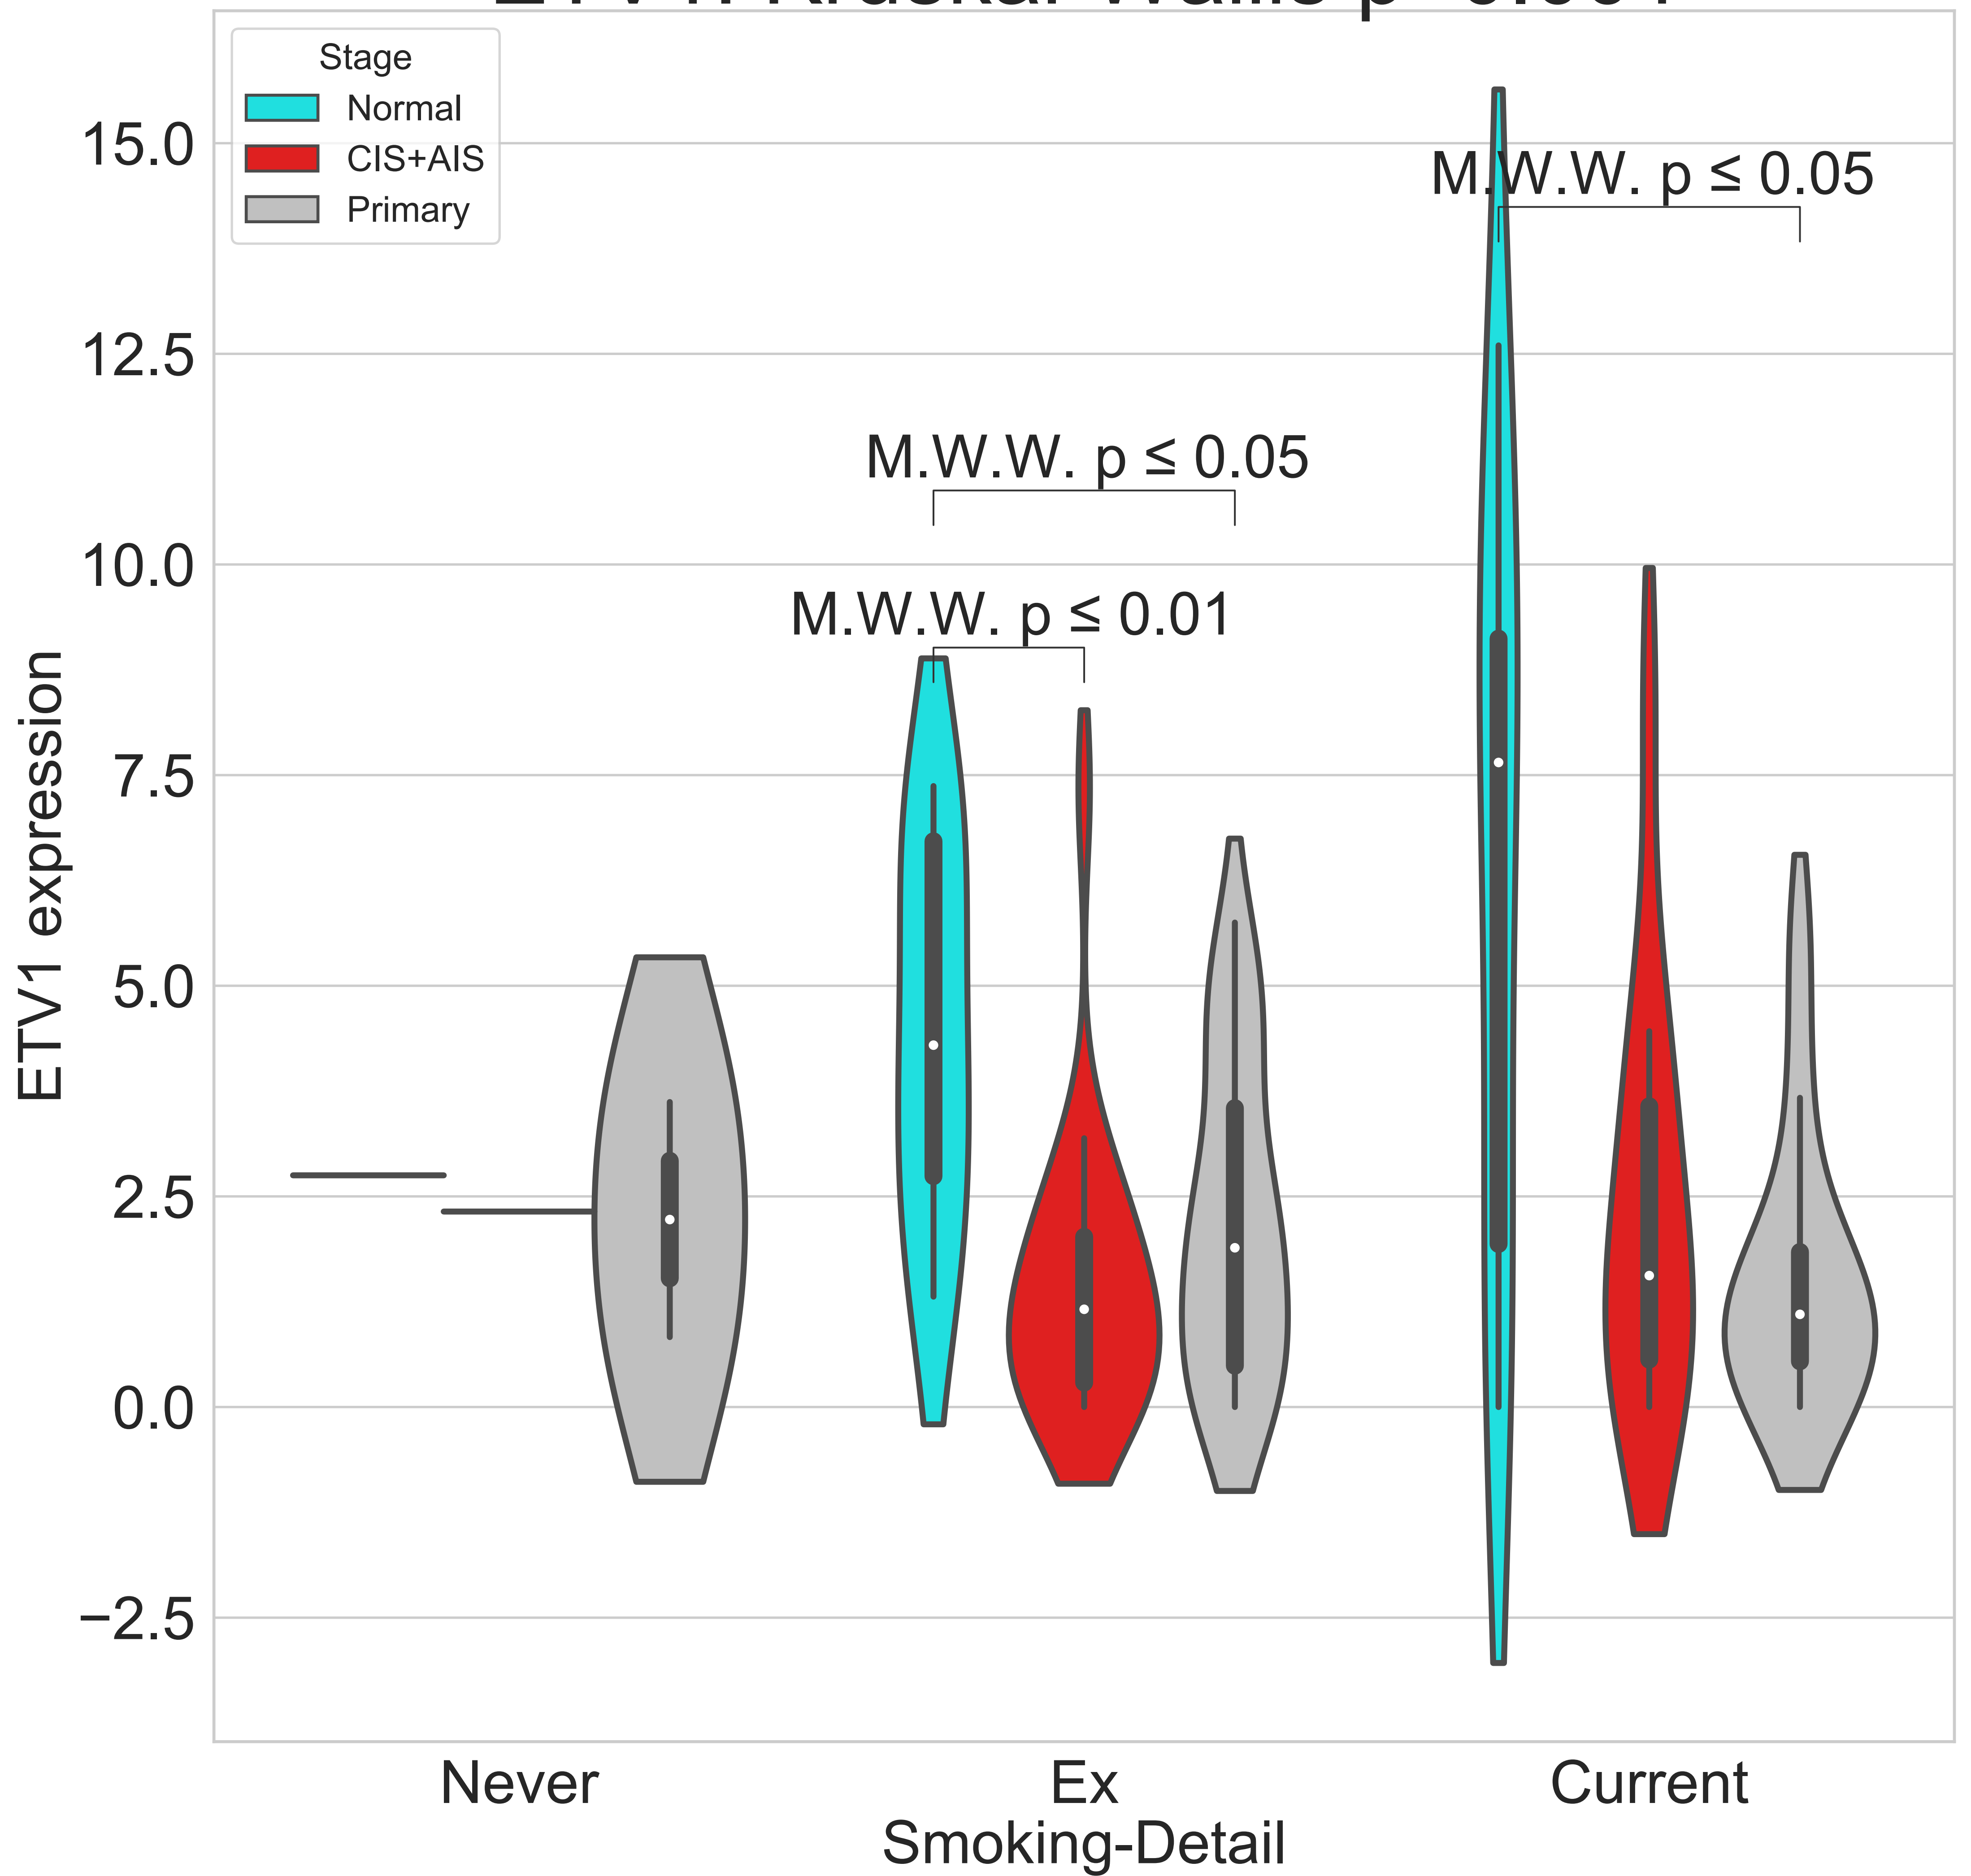 Stage
Normal
CIS+AIS
Primary
M.W.W. p ≤ 0.05
M.W.W. p ≤ 0.05
M.W.W. p ≤ 0.01
15.0
12.5
10.0
7.5
5.0
2.5
0.0
−2.5
ETV1 expression
Never
Ex
Current
Smoking-Detail